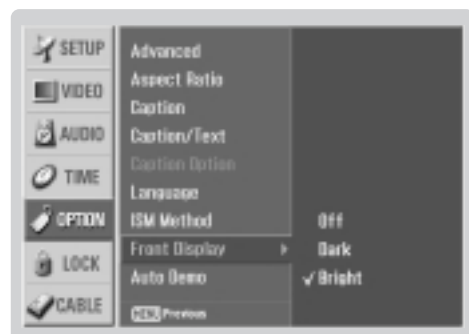 SETUP
VIDEO
AUDIO
TIME
OPTION
LOCK
CABLE
Advanced
Aspect Ratio
Caption
Caption/Text
Caption Option
Language
ISM Method
Front Display
Auto Demo
MENU Previous
Off
Dark
✓ Bright